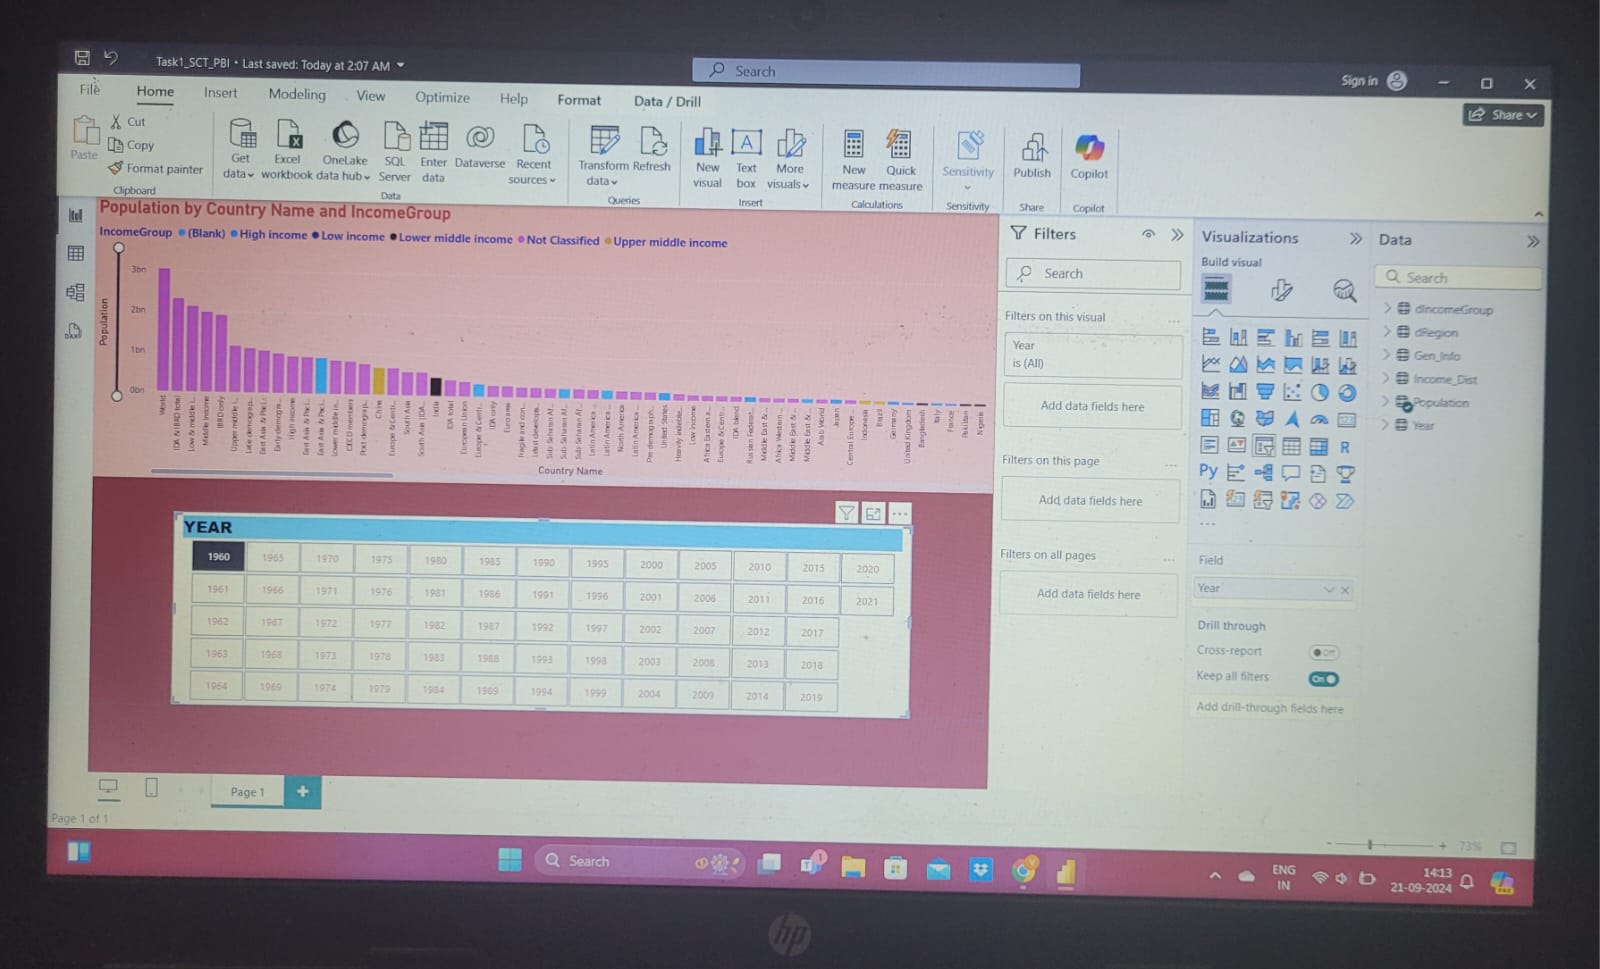 Task1_SCT_PBI • Last saved: Today at 2:07 AM
Search
Sign in
File Home Insert Modeling View Optimize Help Format Data / Drill
Share
Paste
Cut
Copy
Format painter
Clipboard
Get data
Excel workbook
OneLake data hub
SQL Server
Enter data
Dataverse
Recent sources
Data
Transform data
Refresh
Queries
New visual
Text box
More visuals
Insert
New measure
Quick measure
Calculations
Sensitivity
Sensitivity
Publish
Share
Copilot
Copilot
Population by Country Name and IncomeGroup
IncomeGroup (Blank) High income Low income Lower middle income Not Classified Upper middle income
Population
3bn
2bn
1bn
0bn
World
IDA & IBRD total
Low & middle i...
Middle income
IBRD only
Upper middle i...
Late demograp...
East Asia & Paci...
Early demogra...
High income
East Asia & Paci...
East Asia & Paci...
Lower middle in...
OECD members
Post-demograp...
China
Europe & Centr...
South Asia
South Asia (IDA...
India
IDA total
European Union
Europe & Centr...
IDA only
Euro area
Fragile and con...
Least develope...
Sub-Saharan Af...
Sub-Saharan Af...
Sub-Saharan Af...
Latin America ...
Latin America ...
North America
Latin America ...
Pre-demograph...
United States
Heavily indebte...
Low income
Africa Eastern a...
Europe & Centr...
IDA blend
Russian Federat...
Middle East & ...
Africa Western ...
Middle East & ...
Middle East & ...
Arab World
Japan
Central Europe...
Indonesia
Brazil
Germany
United Kingdom
Bangladesh
Italy
France
Pakistan
Nigeria
Country Name
YEAR
1960 1965 1970 1975 1980 1985 1990 1995 2000 2005 2010 2015 2020
1961 1966 1971 1976 1981 1986 1991 1996 2001 2006 2011 2016 2021
1962 1967 1972 1977 1982 1987 1992 1997 2002 2007 2012 2017
1963 1968 1973 1978 1983 1988 1993 1998 2003 2008 2013 2018
1964 1969 1974 1979 1984 1989 1994 1999 2004 2009 2014 2019
Filters
Search
Filters on this visual
...
Year
is (All)
Add data fields here
Filters on this page
...
Add data fields here
Filters on all pages
...
Add data fields here
Visualizations
Build visual
R
Py
...
Field
Year
Drill through
Cross-report
Off
Keep all filters
On
Add drill-through fields here
Data
Search
dIncomeGroup
dRegion
Gen_Info
Income_Dist
Population
Year
Page 1
+
Page 1 of 1
- + 73%
Search
1
ENG
IN
14:13
21-09-2024
hp